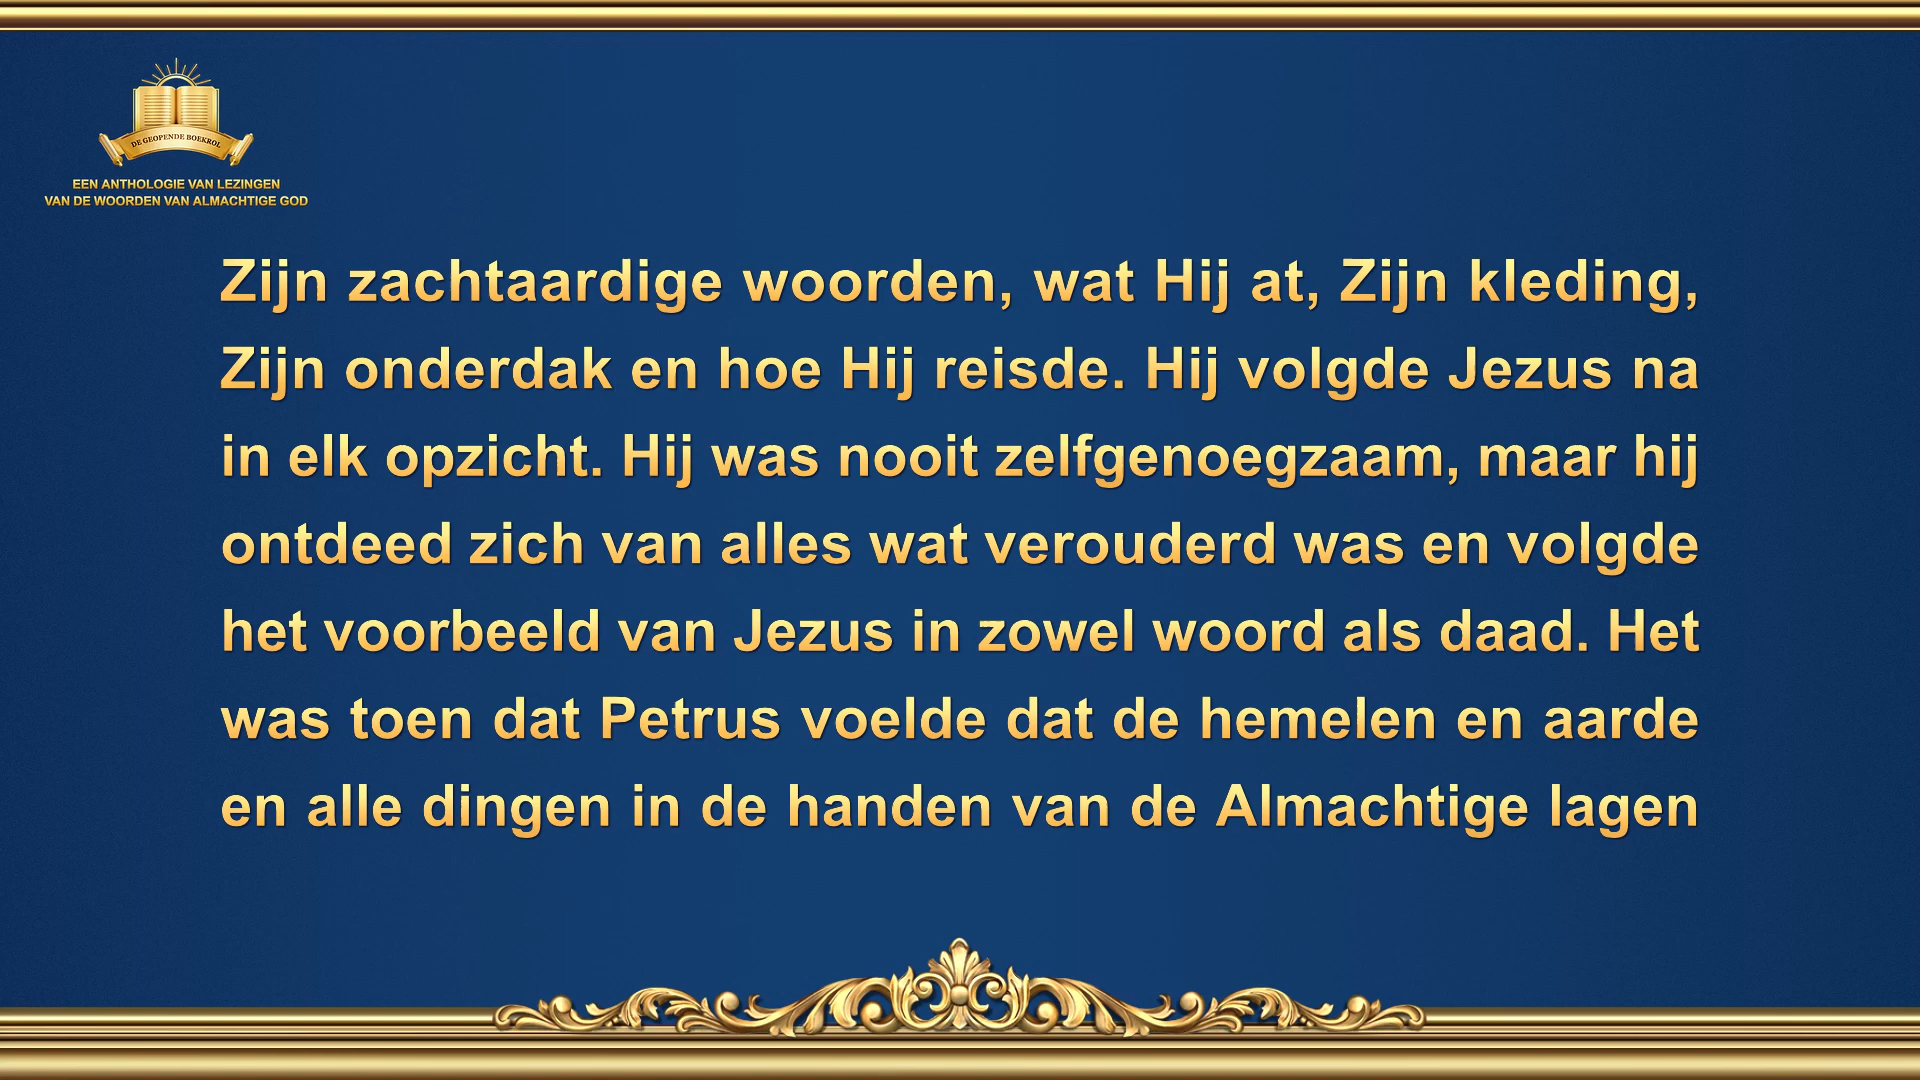 DE GEOPENDE BOEKROL
EEN ANTHOLOGIE VAN LEZINGEN
VAN DE WOORDEN VAN ALMACHTIGE GOD
Zijn zachtaardige woorden, wat Hij at, Zijn kleding,
Zijn onderdak en hoe Hij reisde. Hij volgde Jezus na
in elk opzicht. Hij was nooit zelfgenoegzaam, maar hij
ontdeed zich van alles wat verouderd was en volgde
het voorbeeld van Jezus in zowel woord als daad. Het
was toen dat Petrus voelde dat de hemelen en aarde
en alle dingen in de handen van de Almachtige lagen